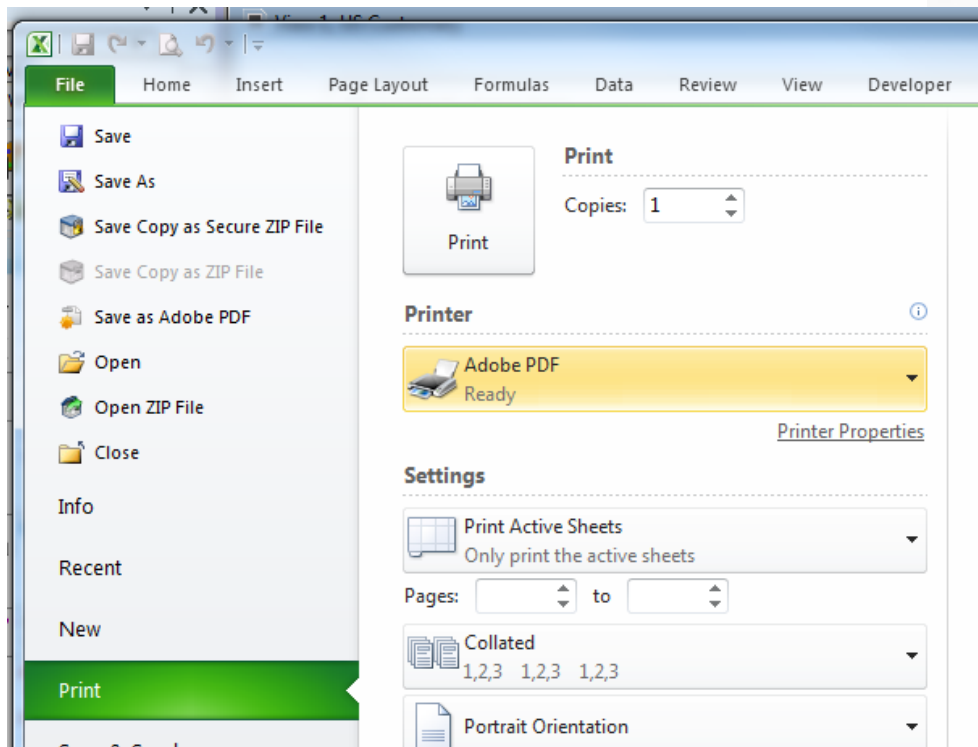 File Home Insert Page Layout Formulas Data Review View Developer
Save
Save As
Save Copy as Secure ZIP File
Save Copy as ZIP File
Save as Adobe PDF
Open
Open ZIP File
Close
Info
Recent
New
Print
Print
Print
Copies: 1
Printer
Adobe PDF
Ready
Printer Properties
Settings
Print Active Sheets
Only print the active sheets
Pages: to
Collated
1,2,3 1,2,3 1,2,3
Portrait Orientation